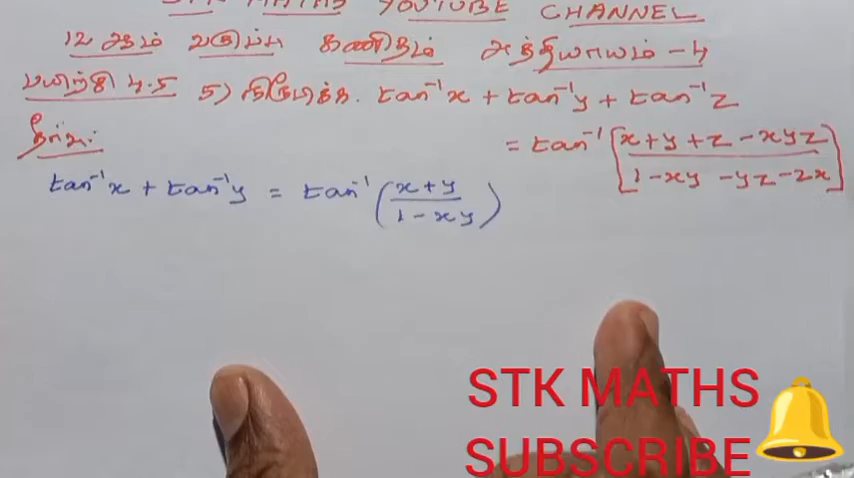 STK MATHS YOUTUBE CHANNEL
12 ஆம் வகுப்பு கணிதம் அத்தியாயம் - 4
பயிற்சி 4.5 5) நிரூபிக்க. tan⁻¹x + tan⁻¹y + tan⁻¹z
= tan⁻¹ [x+y+z-xyz / 1-xy-yz-zx]
தீர்வு:
tan⁻¹x + tan⁻¹y = tan⁻¹ (x+y / 1-xy)
STK MATHS
SUBSCRIBE